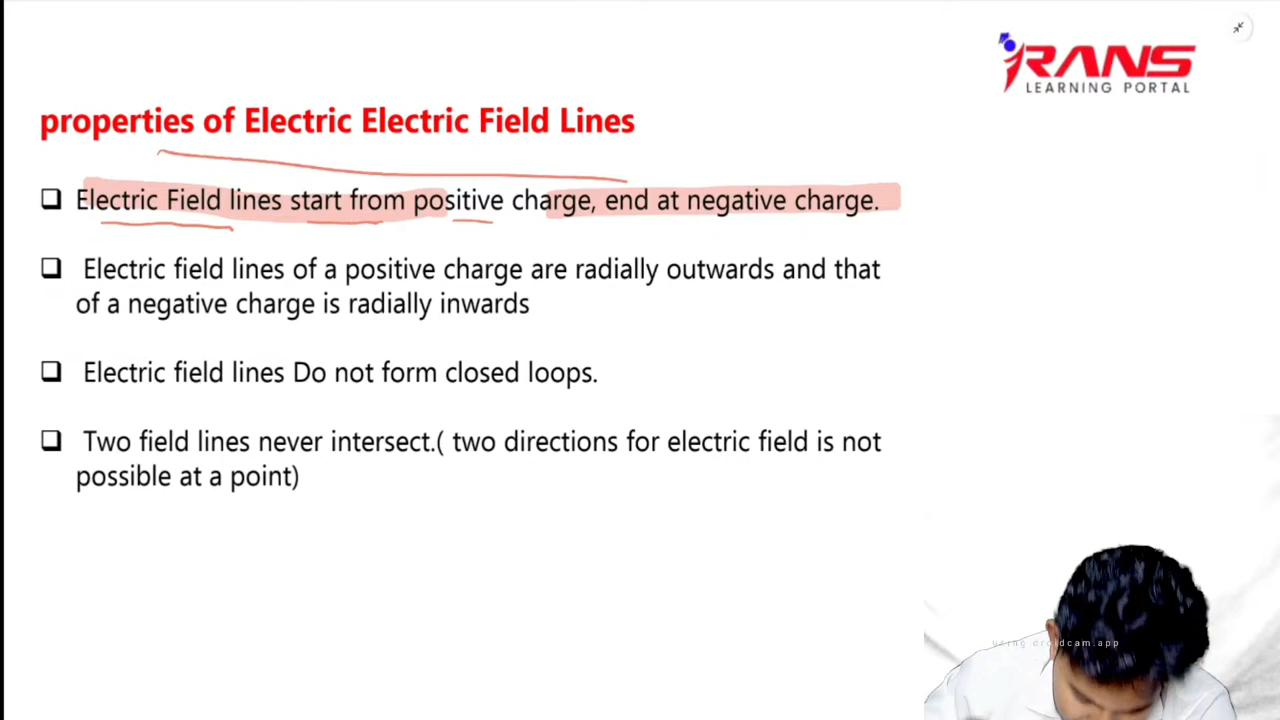 RANS
LEARNING PORTAL
properties of Electric Electric Field Lines
Electric Field lines start from positive charge, end at negative charge.
Electric field lines of a positive charge are radially outwards and that
of a negative charge is radially inwards
Electric field lines Do not form closed loops.
Two field lines never intersect.( two directions for electric field is not
possible at a point)
using droidcam.app